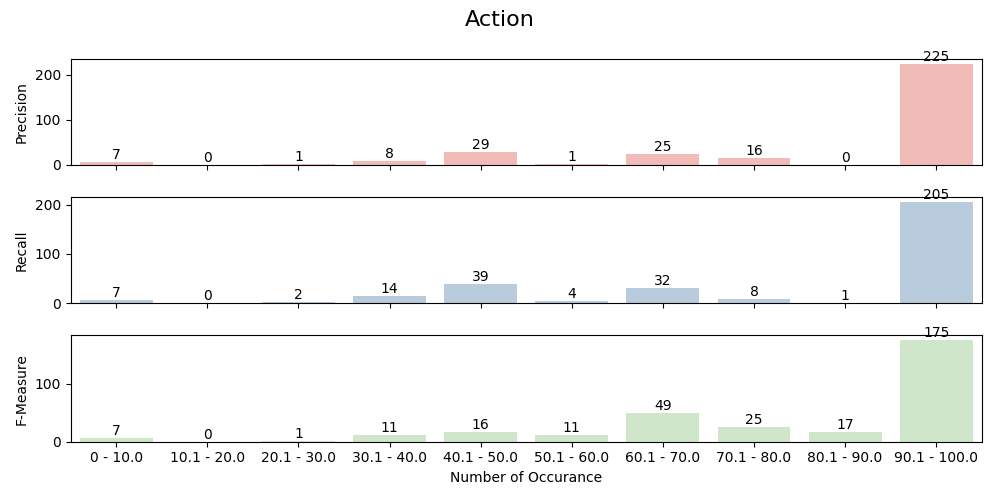 Action
Precision
200
100
0
7 0 1 8 29 1 25 16 0 225
Recall
200
100
0
7 0 2 14 39 4 32 8 1 205
F-Measure
100
0
7 0 1 11 16 11 49 25 17 175
0 - 10.0 10.1 - 20.0 20.1 - 30.0 30.1 - 40.0 40.1 - 50.0 50.1 - 60.0 60.1 - 70.0 70.1 - 80.0 80.1 - 90.0 90.1 - 100.0
Number of Occurance